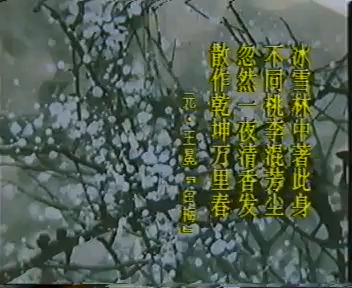 冰雪林中著此身
不同桃李混芳尘
忽然一夜清香发
散作乾坤万里春
（元·王冕《白梅》）